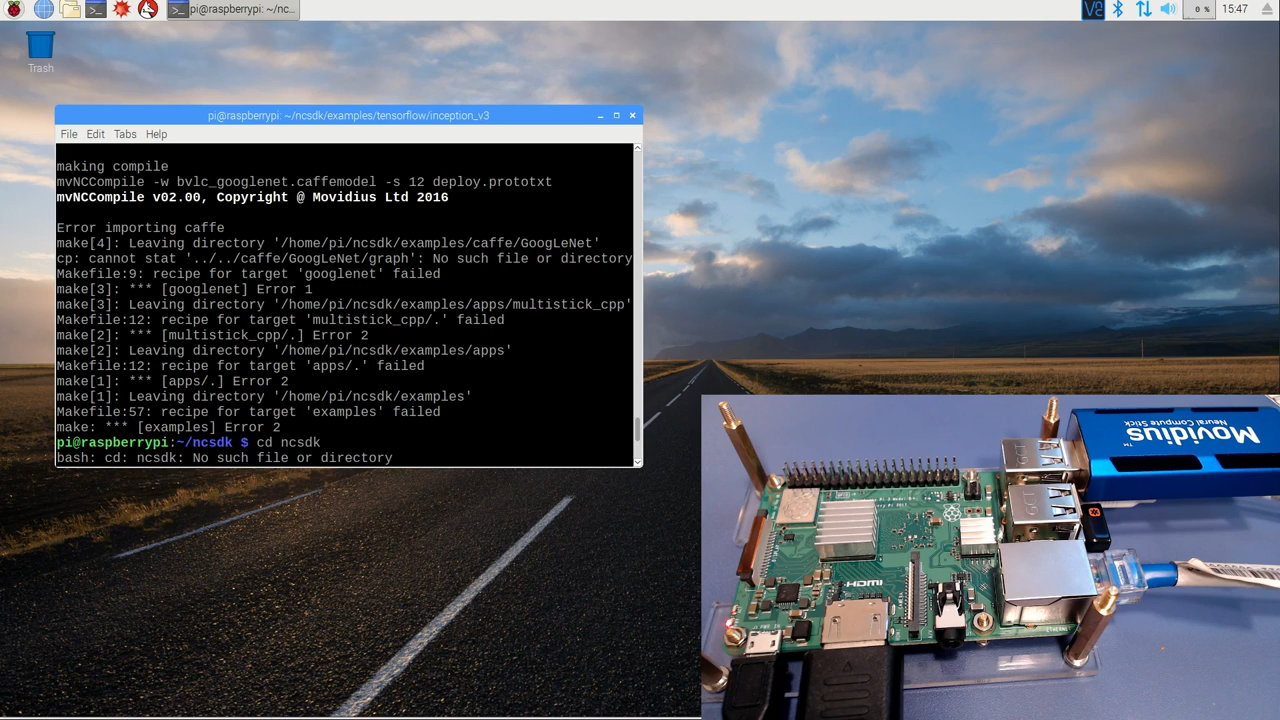 pi@raspberrypi: ~/nc...
0 %
15:47
Trash
pi@raspberrypi: ~/ncsdk/examples/tensorflow/inception_v3
File Edit Tabs Help
making compile
mvNCCompile -w bvlc_googlenet.caffemodel -s 12 deploy.prototxt
mvNCCompile v02.00, Copyright @ Movidius Ltd 2016
Error importing caffe
make[4]: Leaving directory '/home/pi/ncsdk/examples/caffe/GoogLeNet'
cp: cannot stat '../../caffe/GoogLeNet/graph': No such file or directory
Makefile:9: recipe for target 'googlenet' failed
make[3]: *** [googlenet] Error 1
make[3]: Leaving directory '/home/pi/ncsdk/examples/apps/multistick_cpp'
Makefile:12: recipe for target 'multistick_cpp/.' failed
make[2]: *** [multistick_cpp/.] Error 2
make[2]: Leaving directory '/home/pi/ncsdk/examples/apps'
Makefile:12: recipe for target 'apps/.' failed
make[1]: *** [apps/.] Error 2
make[1]: Leaving directory '/home/pi/ncsdk/examples'
Makefile:57: recipe for target 'examples' failed
make: *** [examples] Error 2
pi@raspberrypi:~/ncsdk $ cd ncsdk
bash: cd: ncsdk: No such file or directory
Movidius™
Neural Compute Stick
GCT
GCT
HDMI